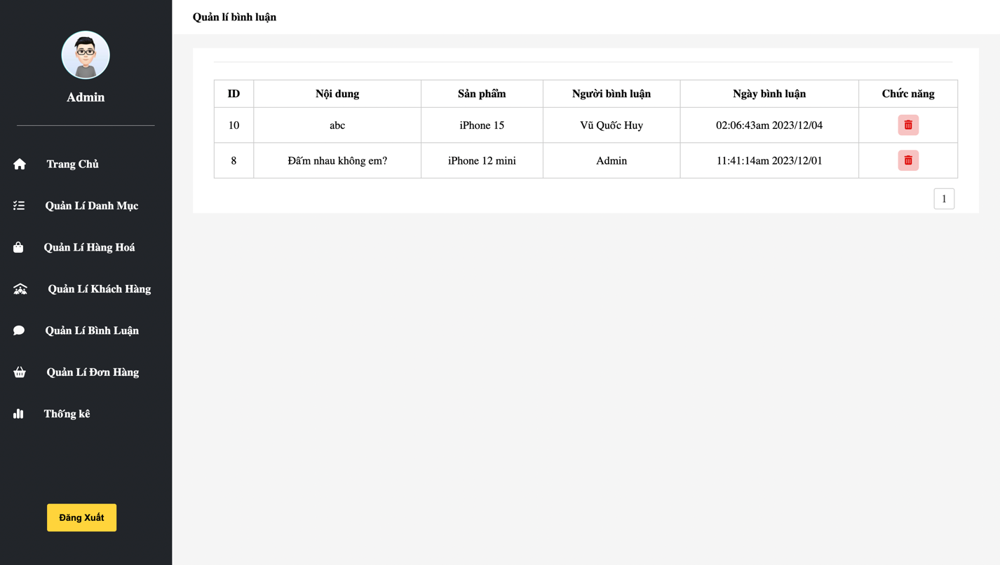 Admin
Trang Chủ
Quản Lí Danh Mục
Quản Lí Hàng Hoá
Quản Lí Khách Hàng
Quản Lí Bình Luận
Quản Lí Đơn Hàng
Thống kê
Đăng Xuất
Quản lí bình luận
ID Nội dung Sản phẩm Người bình luận Ngày bình luận Chức năng
10 abc iPhone 15 Vũ Quốc Huy 02:06:43am 2023/12/04
8 Đấm nhau không em? iPhone 12 mini Admin 11:41:14am 2023/12/01
1